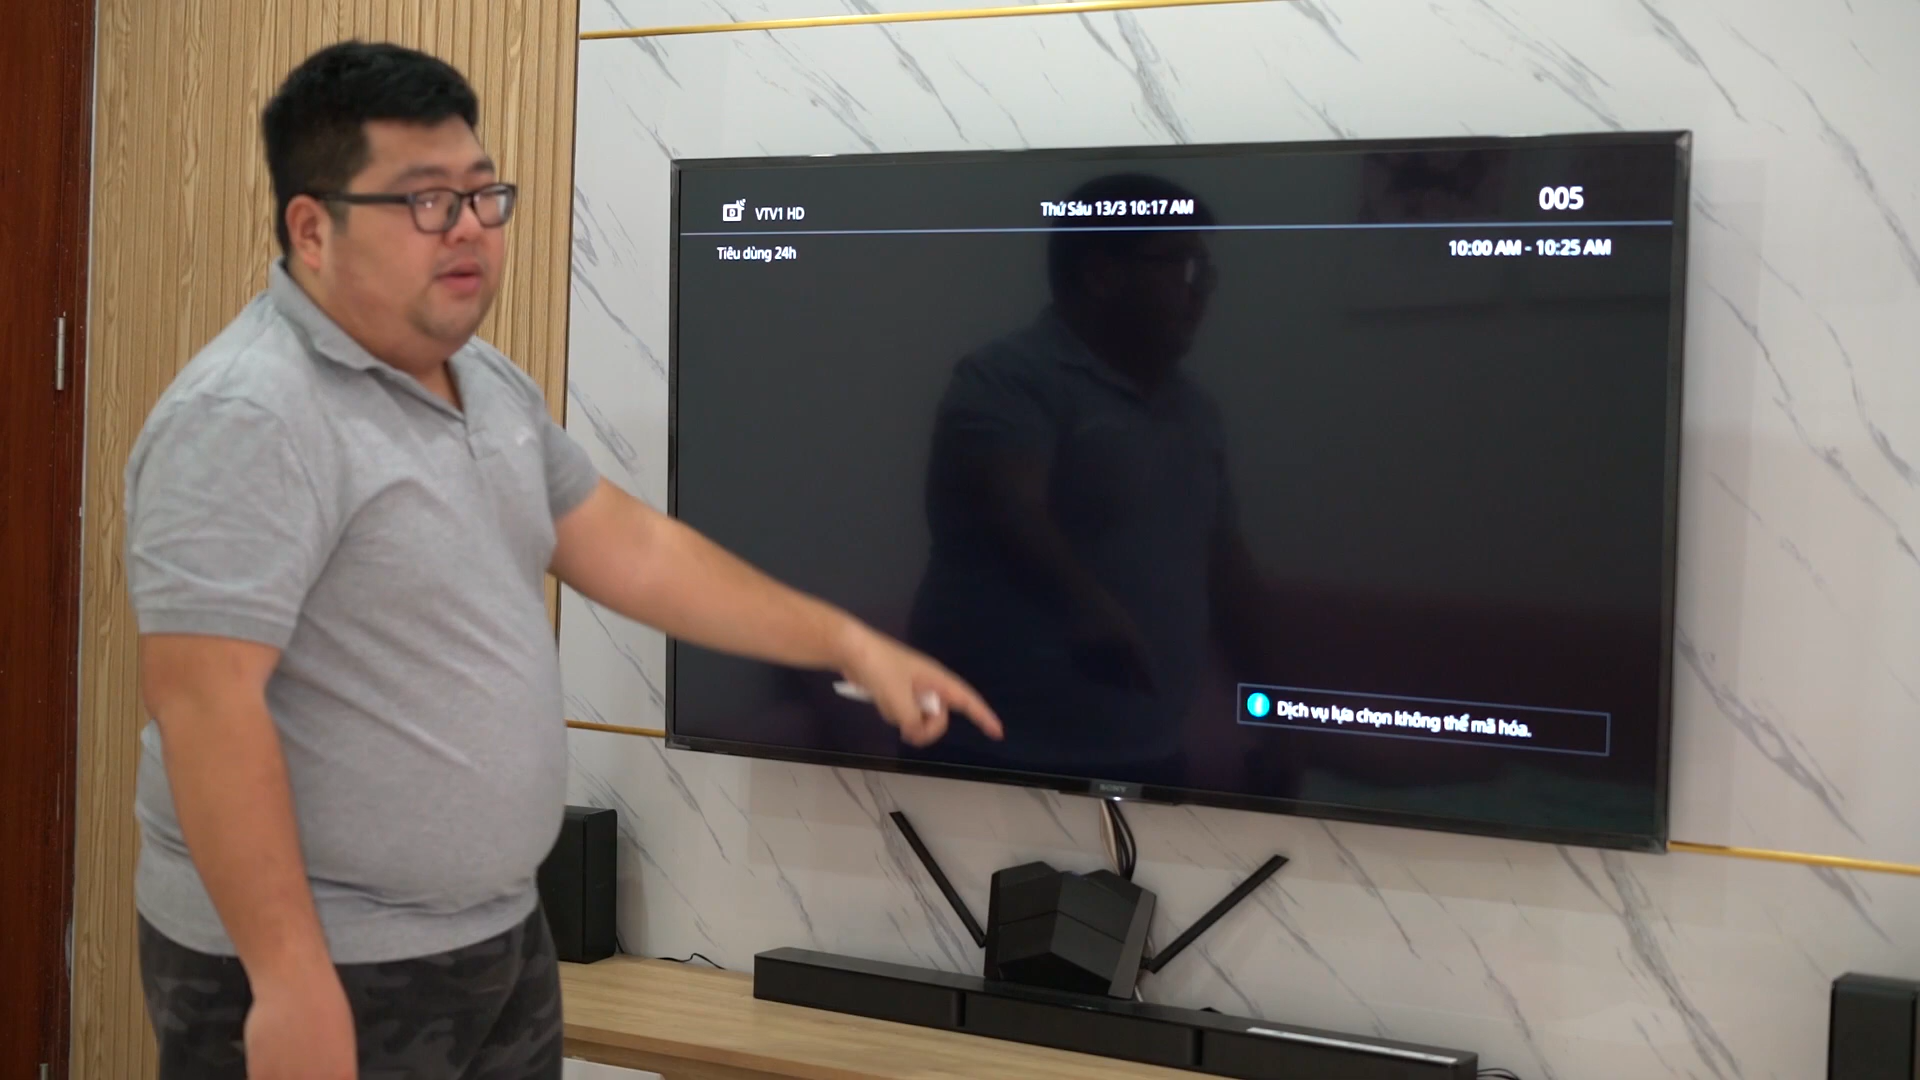 VTV1 HD
Thứ Sáu 13/3 10:17 AM
005
Tiêu dùng 24h
10:00 AM - 10:25 AM
Dịch vụ lựa chọn không thể mã hóa.
SONY